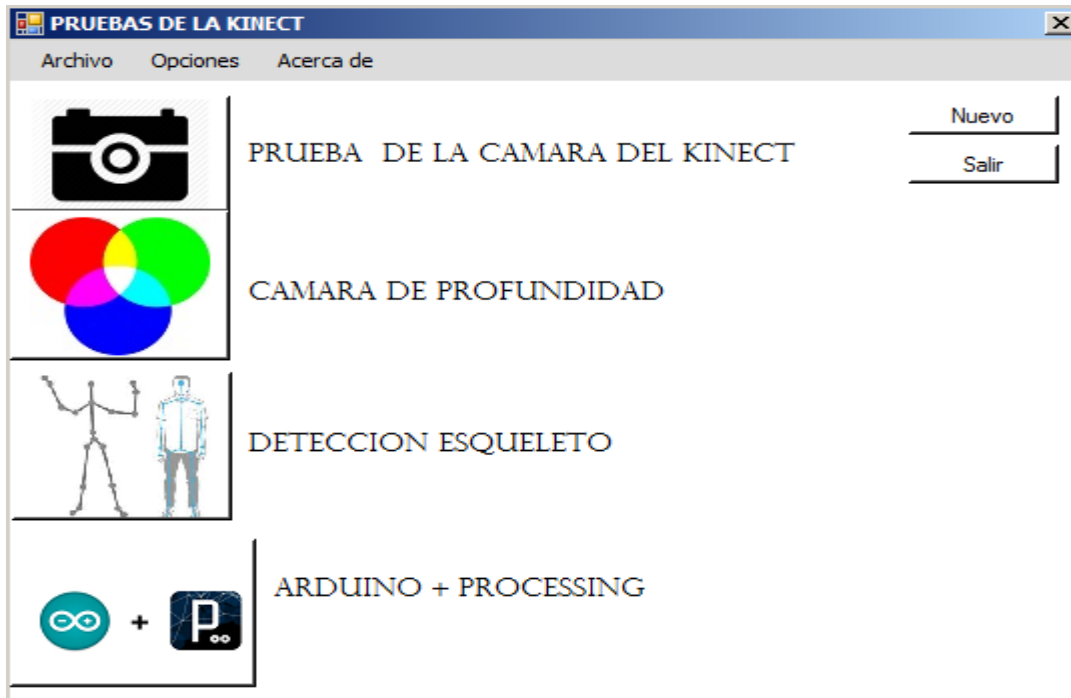 PRUEBAS DE LA KINECT
Archivo Opciones Acerca de
Nuevo
PRUEBA DE LA CAMARA DEL KINECT
Salir
CAMARA DE PROFUNDIDAD
DETECCION ESQUELETO
ARDUINO + PROCESSING
+ P